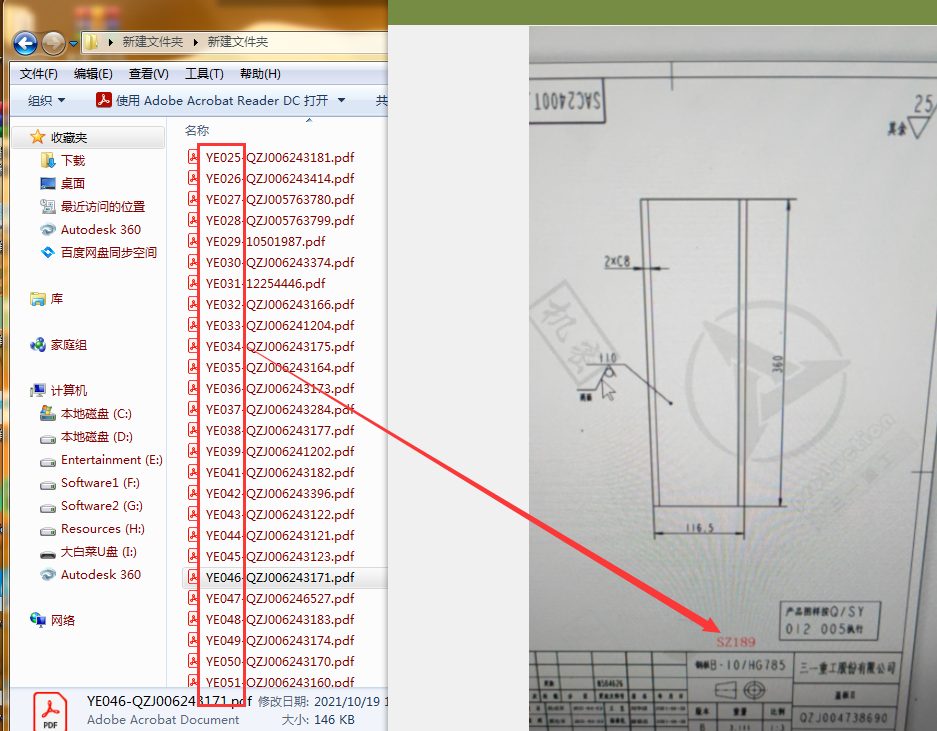 新建文件夹 新建文件夹
文件(F) 编辑(E) 查看(V) 工具(T) 帮助(H)
组织 使用 Adobe Acrobat Reader DC 打开 共
收藏夹
下载
桌面
最近访问的位置
Autodesk 360
百度网盘同步空间
库
家庭组
计算机
本地磁盘 (C:)
本地磁盘 (D:)
Entertainment (E:)
Software1 (F:)
Software2 (G:)
Resources (H:)
大白菜U盘 (I:)
Autodesk 360
网络
名称
YE025-QZJ006243181.pdf
YE026-QZJ006243414.pdf
YE027-QZJ005763780.pdf
YE028-QZJ005763799.pdf
YE029-10501987.pdf
YE030-QZJ006243374.pdf
YE031-12254446.pdf
YE032-QZJ006243166.pdf
YE033-QZJ006241204.pdf
YE034-QZJ006243175.pdf
YE035-QZJ006243164.pdf
YE036-QZJ006243173.pdf
YE037-QZJ006243284.pdf
YE038-QZJ006243177.pdf
YE039-QZJ006241202.pdf
YE041-QZJ006243182.pdf
YE042-QZJ006243396.pdf
YE043-QZJ006243122.pdf
YE044-QZJ006243121.pdf
YE045-QZJ006243123.pdf
YE046-QZJ006243171.pdf
YE047-QZJ006246527.pdf
YE048-QZJ006243183.pdf
YE049-QZJ006243174.pdf
YE050-QZJ006243170.pdf
YE051-QZJ006243160.pdf
YE046-QZJ006243171.pdf 修改日期: 2021/10/19 1
Adobe Acrobat Document 大小: 146 KB
PDF
SAC2400T
25
其余
2XC8
机密
110
360
116.5
产品图样按Q/SY
012 005执行
SZ189
钢板B-10/HG785
三一重工股份有限公司
QZJ004738690